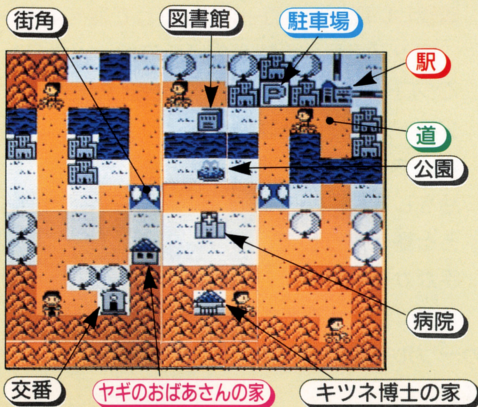 街角
図書館
駐車場
駅
P
道
公園
病院
交番
ヤギのおばあさんの家
キツネ博士の家